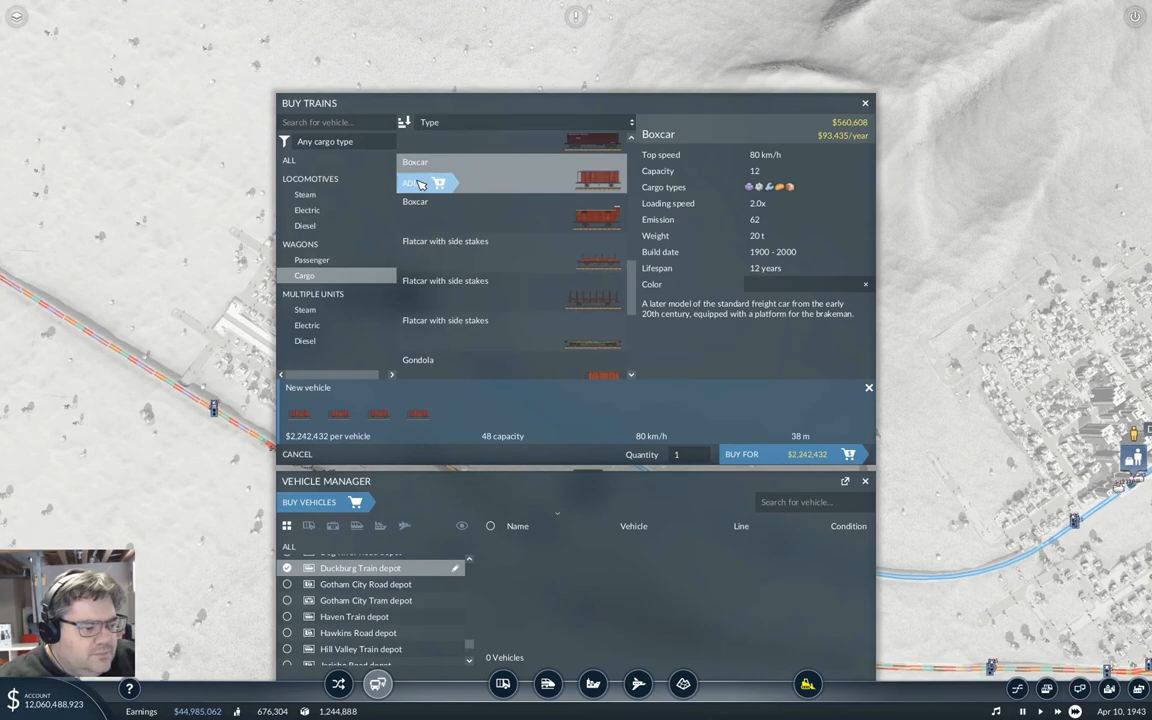 BUY TRAINS
Search for vehicle...
Type
Any cargo type
ALL
LOCOMOTIVES
Steam
Electric
Diesel
WAGONS
Passenger
Cargo
MULTIPLE UNITS
Steam
Electric
Diesel
Boxcar
Boxcar
Flatcar with side stakes
Flatcar with side stakes
Flatcar with side stakes
Gondola
$560,608
Boxcar
$93,435/year
Top speed 80 km/h
Capacity 12
Cargo types
Loading speed 2.0x
Emission 62
Weight 20 t
Build date 1900 - 2000
Lifespan 12 years
Color
A later model of the standard freight car from the early
20th century, equipped with a platform for the brakeman.
New vehicle
$2,242,432 per vehicle 48 capacity 80 km/h 38 m
CANCEL Quantity 1 BUY FOR $2,242,432
VEHICLE MANAGER
BUY VEHICLES Search for vehicle...
Name Vehicle Line Condition
ALL
Duckburg Train depot
Gotham City Road depot
Gotham City Tram depot
Haven Train depot
Hawkins Road depot
Hill Valley Train depot
0 Vehicles
$ ACCOUNT
12,060,488,923
?
Earnings $44,985,062 676,304 1,244,888 Apr 10, 1943